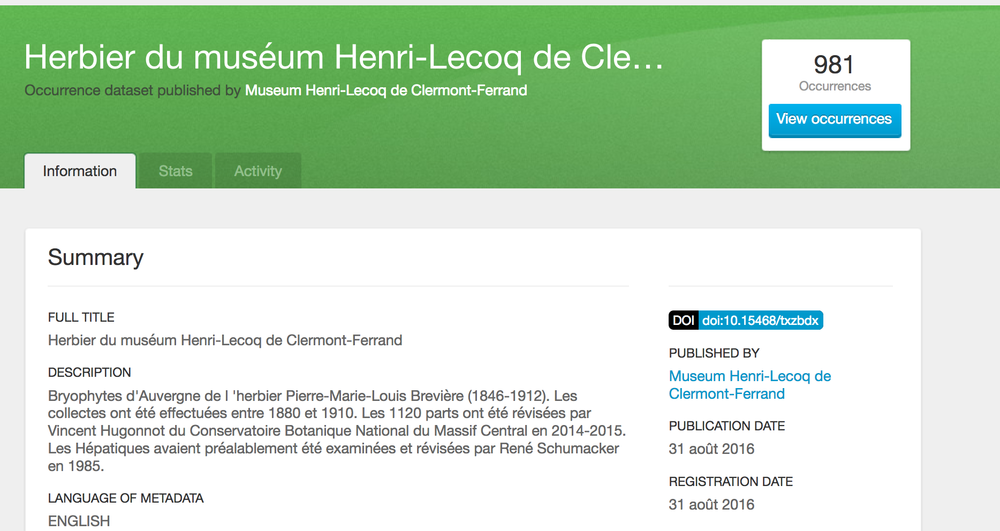 Herbier du muséum Henri-Lecoq de Cle...
Occurrence dataset published by Museum Henri-Lecoq de Clermont-Ferrand
981
Occurrences
View occurrences
Information
Stats
Activity
Summary
FULL TITLE
Herbier du muséum Henri-Lecoq de Clermont-Ferrand
DESCRIPTION
Bryophytes d'Auvergne de l 'herbier Pierre-Marie-Louis Brevière (1846-1912). Les
collectes ont été effectuées entre 1880 et 1910. Les 1120 parts ont été révisées par
Vincent Hugonnot du Conservatoire Botanique National du Massif Central en 2014-2015.
Les Hépatiques avaient préalablement été examinées et révisées par René Schumacker
en 1985.
LANGUAGE OF METADATA
ENGLISH
DOI doi:10.15468/txzbdx
PUBLISHED BY
Museum Henri-Lecoq de
Clermont-Ferrand
PUBLICATION DATE
31 août 2016
REGISTRATION DATE
31 août 2016